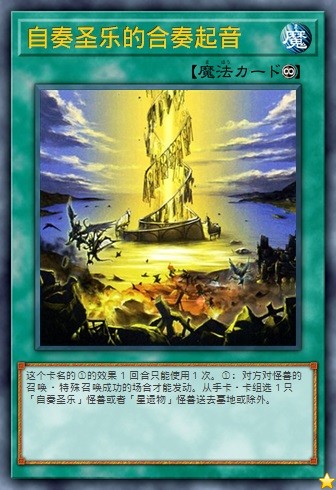 自奏圣乐的合奏起音
魔
【魔法カード】
这个卡名的①的效果1回合只能使用1次。①：对方对怪兽的
召唤・特殊召唤成功的场合才能发动。从手卡・卡组选1只
「自奏圣乐」怪兽或者「星遗物」怪兽送去墓地或除外。